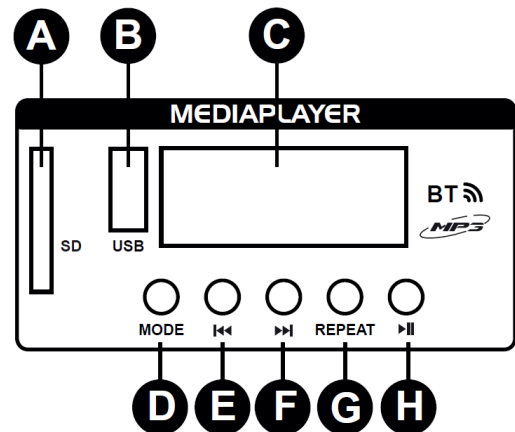 A B C
MEDIAPLAYER
BT
MP3
SD USB
MODE ⏮ ⏭ REPEAT ⏯
D E F G H